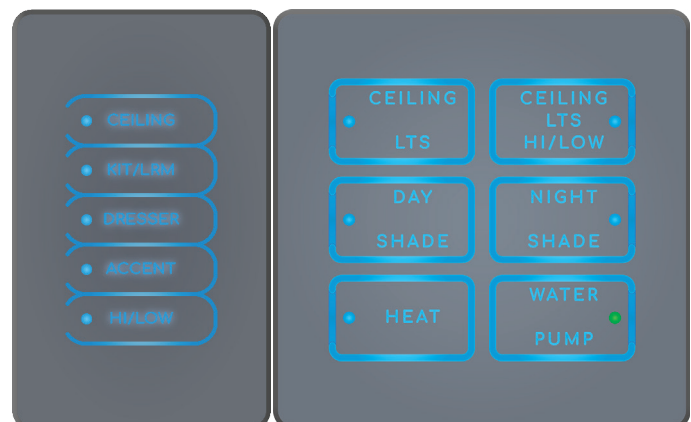 CEILING
KIT/LRM
DRESSER
ACCENT
HI/LOW
CEILING
LTS
CEILING
LTS
HI/LOW
DAY
SHADE
NIGHT
SHADE
HEAT
WATER
PUMP